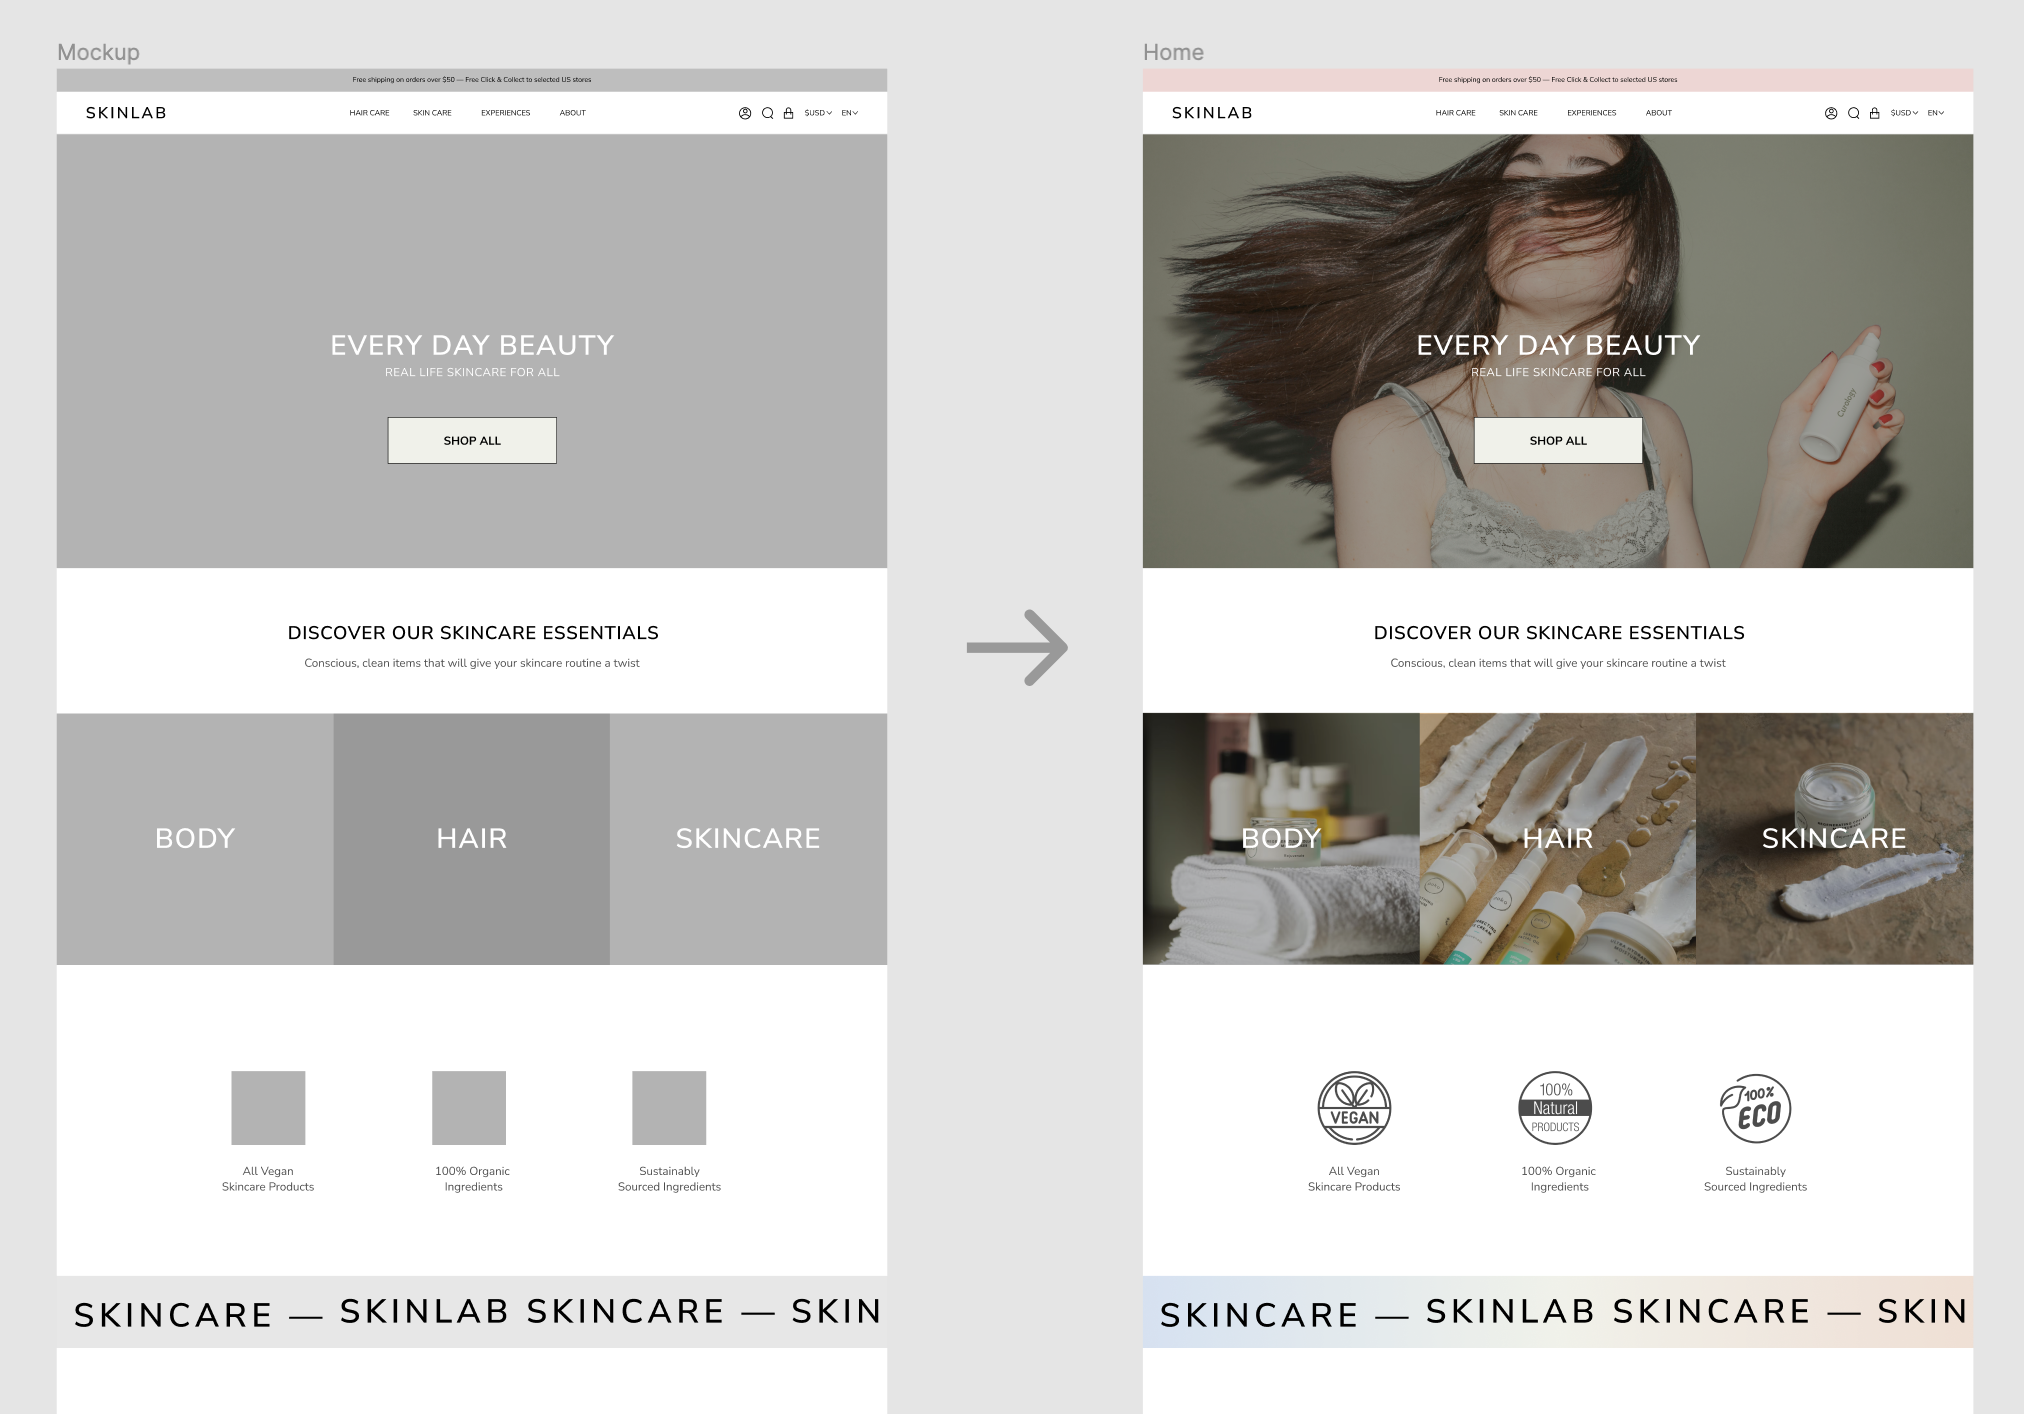 Mockup
Free shipping on orders over $50 — Free Click & Collect to selected US stores
SKINLAB HAIR CARE SKIN CARE EXPERIENCES ABOUT $USD EN
EVERY DAY BEAUTY
REAL LIFE SKINCARE FOR ALL
SHOP ALL
DISCOVER OUR SKINCARE ESSENTIALS
Conscious, clean items that will give your skincare routine a twist
BODY HAIR SKINCARE
All Vegan
Skincare Products
100% Organic
Ingredients
Sustainably
Sourced Ingredients
SKINCARE — SKINLAB SKINCARE — SKIN
Home
Free shipping on orders over $50 — Free Click & Collect to selected US stores
SKINLAB HAIR CARE SKIN CARE EXPERIENCES ABOUT $USD EN
EVERY DAY BEAUTY
REAL LIFE SKINCARE FOR ALL
Curology
SHOP ALL
DISCOVER OUR SKINCARE ESSENTIALS
Conscious, clean items that will give your skincare routine a twist
BODY HAIR SKINCARE
VEGAN
100%
Natural
PRODUCTS
100%
ECO
All Vegan
Skincare Products
100% Organic
Ingredients
Sustainably
Sourced Ingredients
SKINCARE — SKINLAB SKINCARE — SKIN